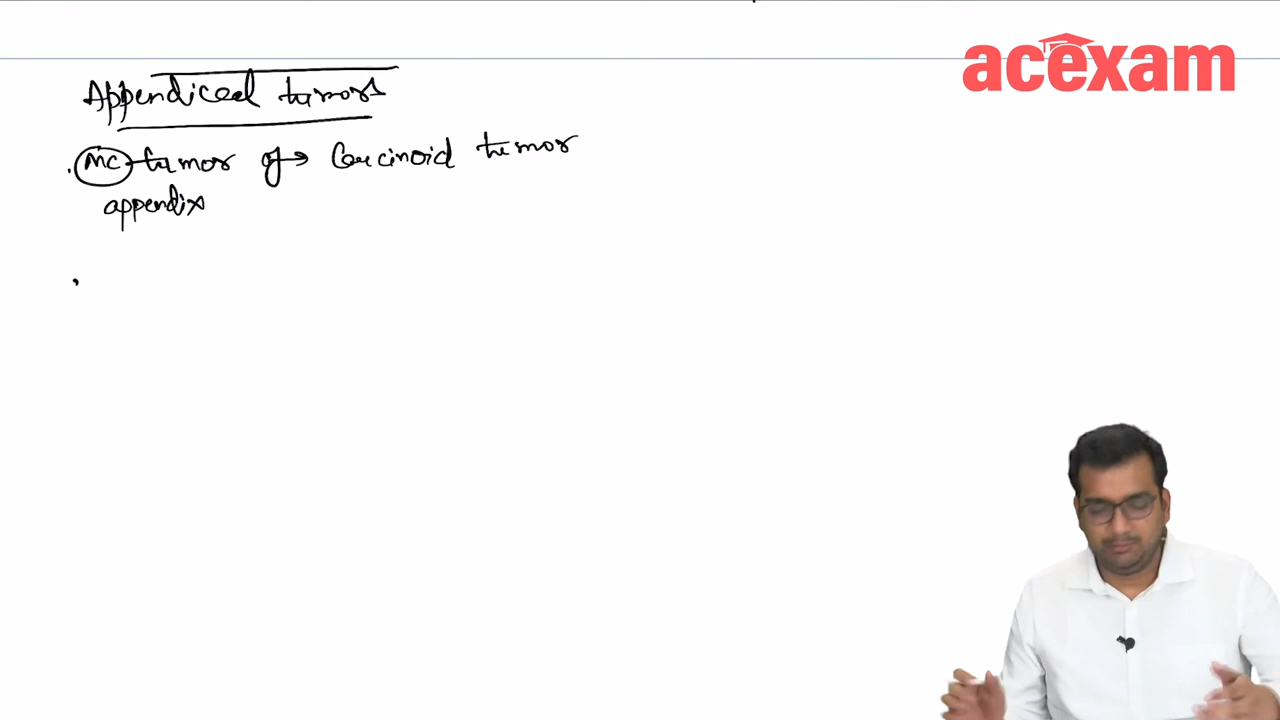 acexam
Appendiceal tumors
. MC tumor of → Carcinoid tumor
appendix